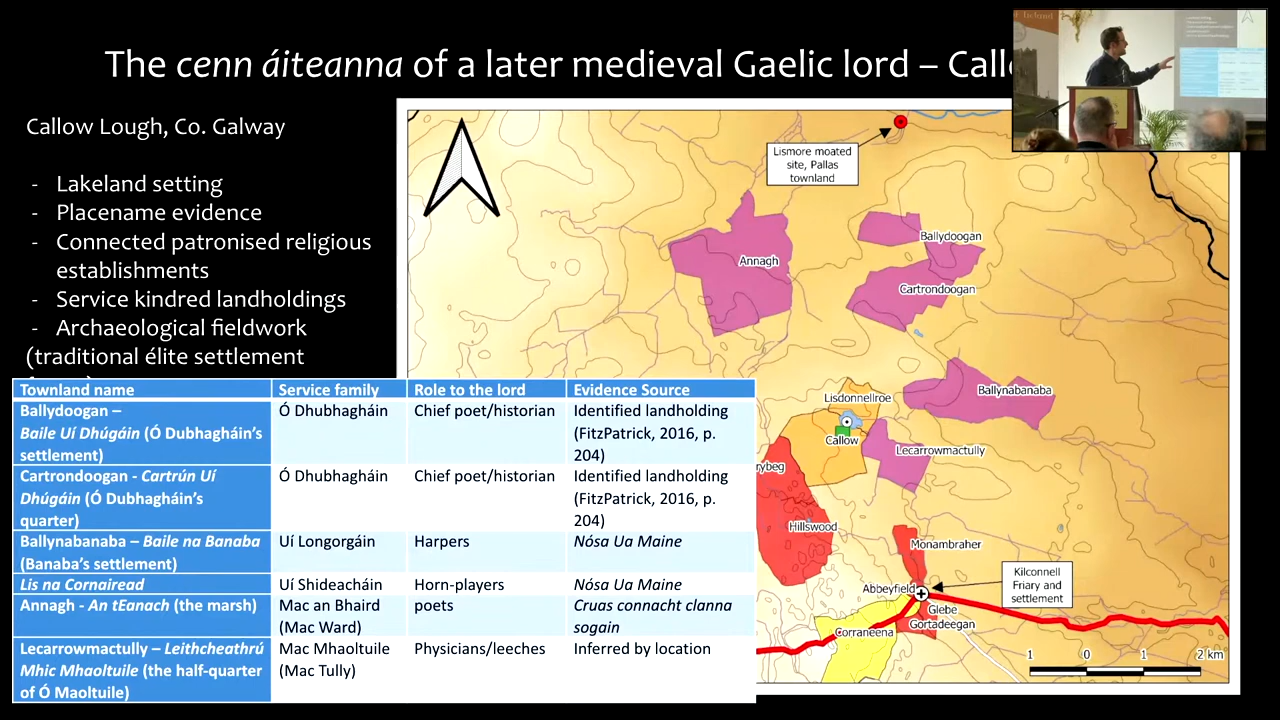 The cenn áiteanna of a later medieval Gaelic lord – Callo
Callow Lough, Co. Galway
- Lakeland setting
- Placename evidence
- Connected patronised religious
establishments
- Service kindred landholdings
- Archaeological fieldwork
(traditional élite settlement
Townland name Service family Role to the lord Evidence Source
Ballydoogan –
Baile Uí Dhúgáin (Ó Dubhagháin’s
settlement)
Ó Dhubhagháin
Chief poet/historian
Identified landholding
(FitzPatrick, 2016, p.
204)
Cartrondoogan - Cartrún Uí
Dhúgáin (Ó Dubhagháin’s
quarter)
Ó Dhubhagháin
Chief poet/historian
Identified landholding
(FitzPatrick, 2016, p.
204)
Ballynabanaba – Baile na Banaba
(Banaba’s settlement)
Uí Longorgáin
Harpers
Nósa Ua Maine
Lis na Cornairead
Uí Shideacháin
Horn-players
Nósa Ua Maine
Annagh - An tEanach (the marsh)
Mac an Bhaird
(Mac Ward)
poets
Cruas connacht clanna
sogain
Lecarrowmactully – Leithcheathrú
Mhic Mhaoltuile (the half-quarter
of Ó Maoltuile)
Mac Mhaoltuile
(Mac Tully)
Physicians/leeches
Inferred by location
Lismore moated
site, Pallas
townland
Ballydoogan
Annagh
Cartrondoogan
Ballynabanaba
Lisdonnellroe
Callow
Lecarrowmactully
rybeg
Hillswood
Monambraher
Kilconnell
Friary and
settlement
Abbeyfield
Glebe
Gortadeegan
Corraneena
1 0 1 2 km